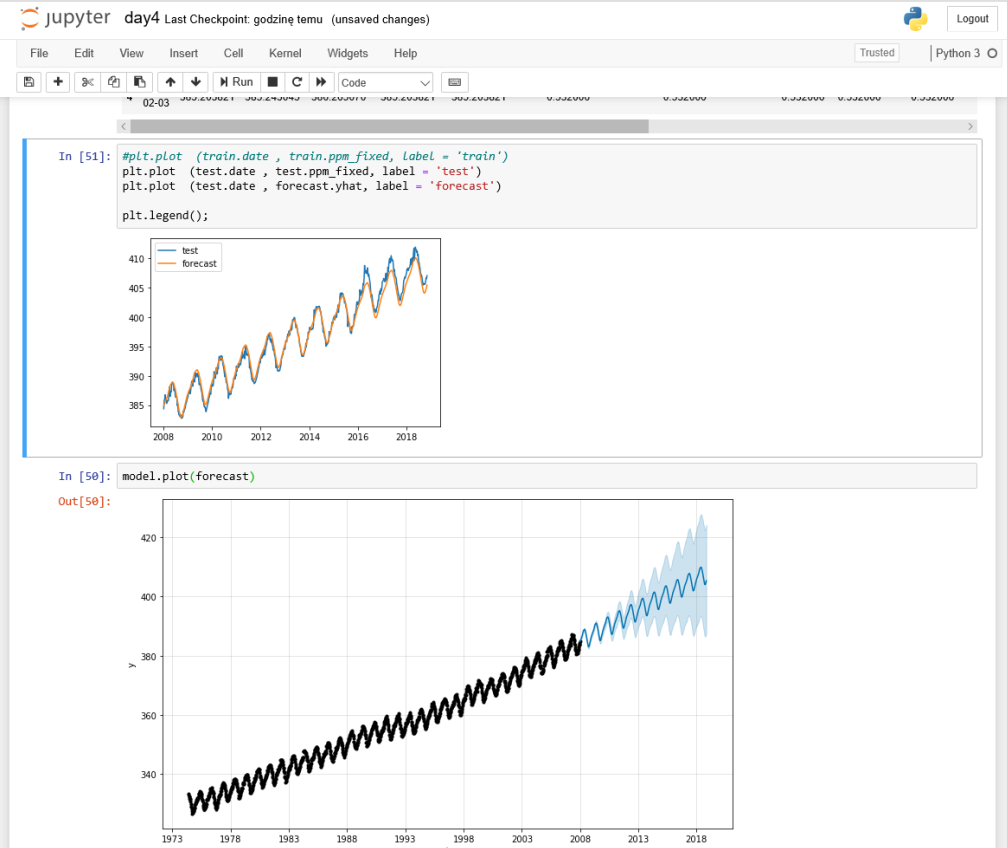 jupyter day4 Last Checkpoint: godzinę temu (unsaved changes)
Logout
File Edit View Insert Cell Kernel Widgets Help
Trusted
Python 3
Run
Code
4 02-03
In [51]:
#plt.plot (train.date , train.ppm_fixed, label = 'train')
plt.plot (test.date , test.ppm_fixed, label = 'test')
plt.plot (test.date , forecast.yhat, label = 'forecast')
plt.legend();
test
forecast
410
405
400
395
390
385
2008 2010 2012 2014 2016 2018
In [50]:
model.plot(forecast)
Out[50]:
420
400
380
360
340
y
1973 1978 1983 1988 1993 1998 2003 2008 2013 2018